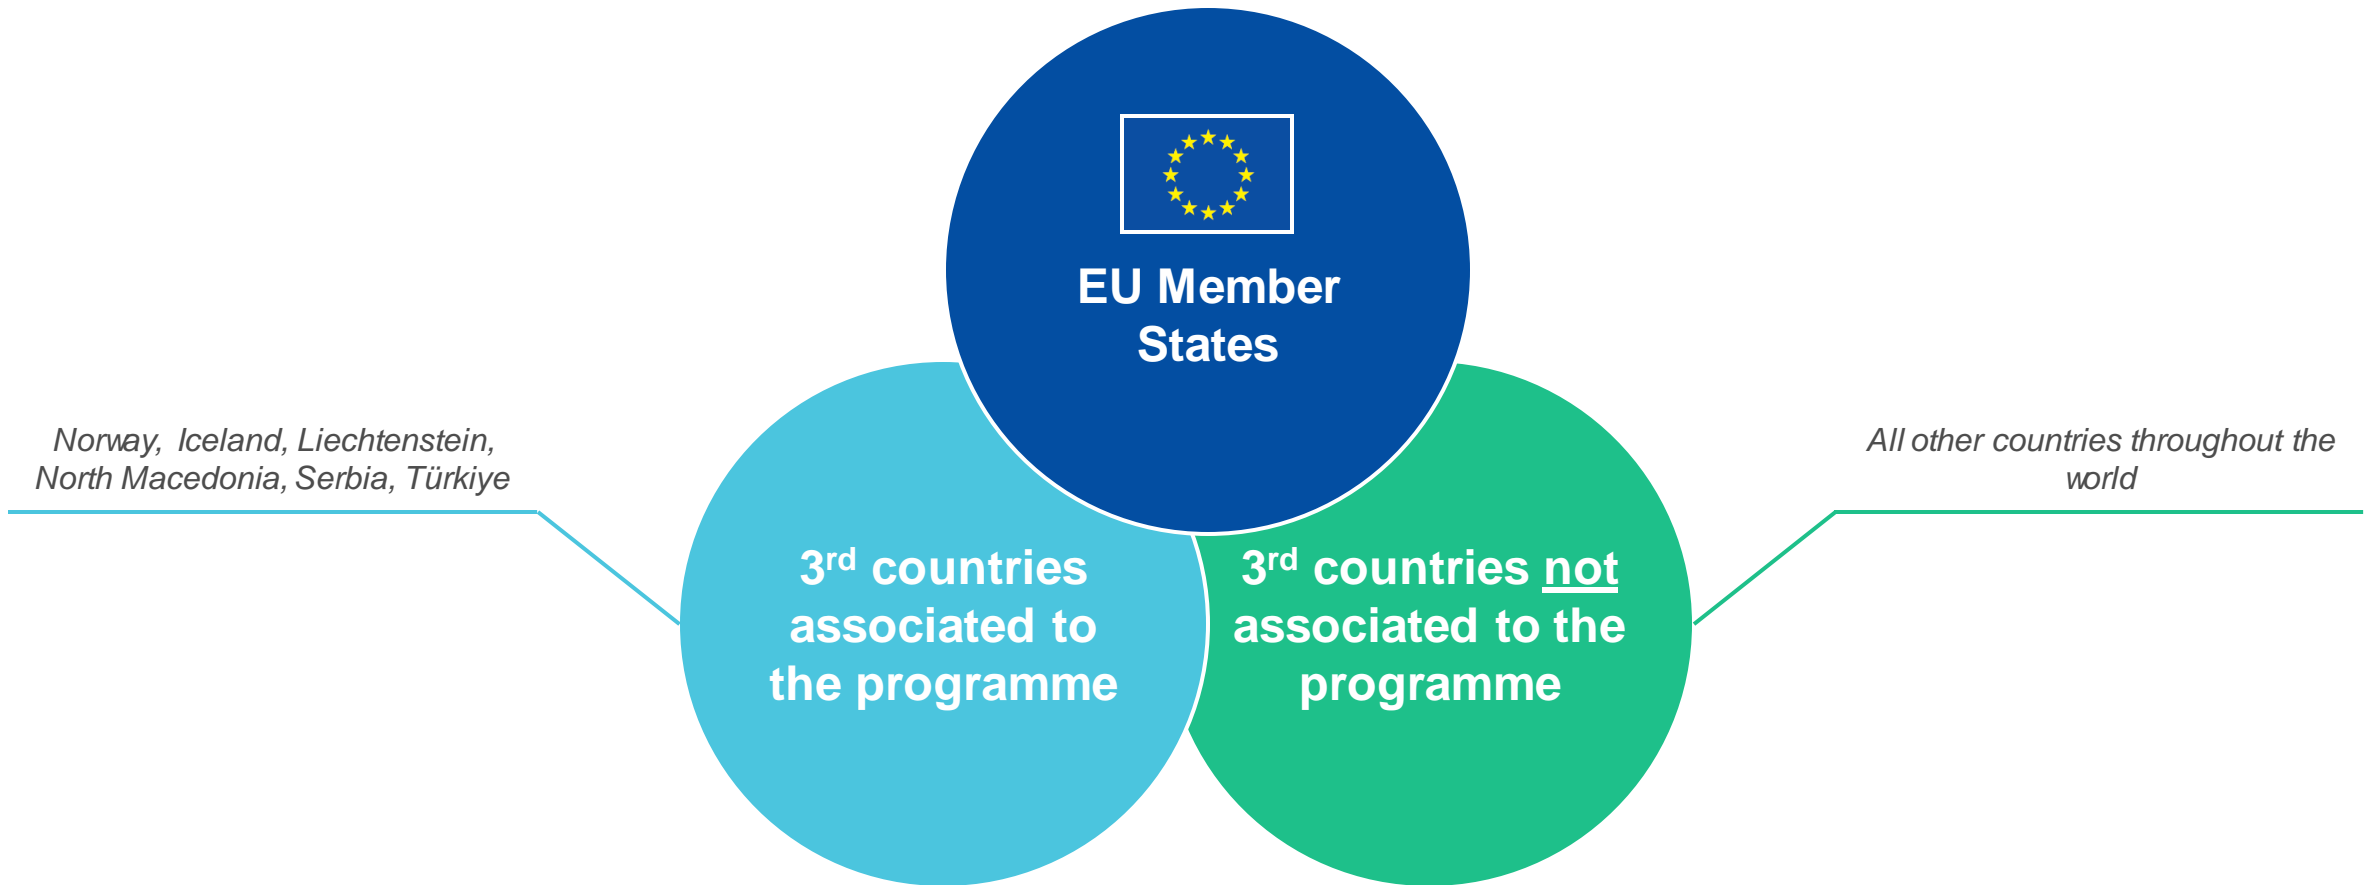 EU Member
States
Norway, Iceland, Liechtenstein,
North Macedonia, Serbia, Türkiye
All other countries throughout the
world
3rd countries
associated to
the programme
3rd countries not
associated to the
programme